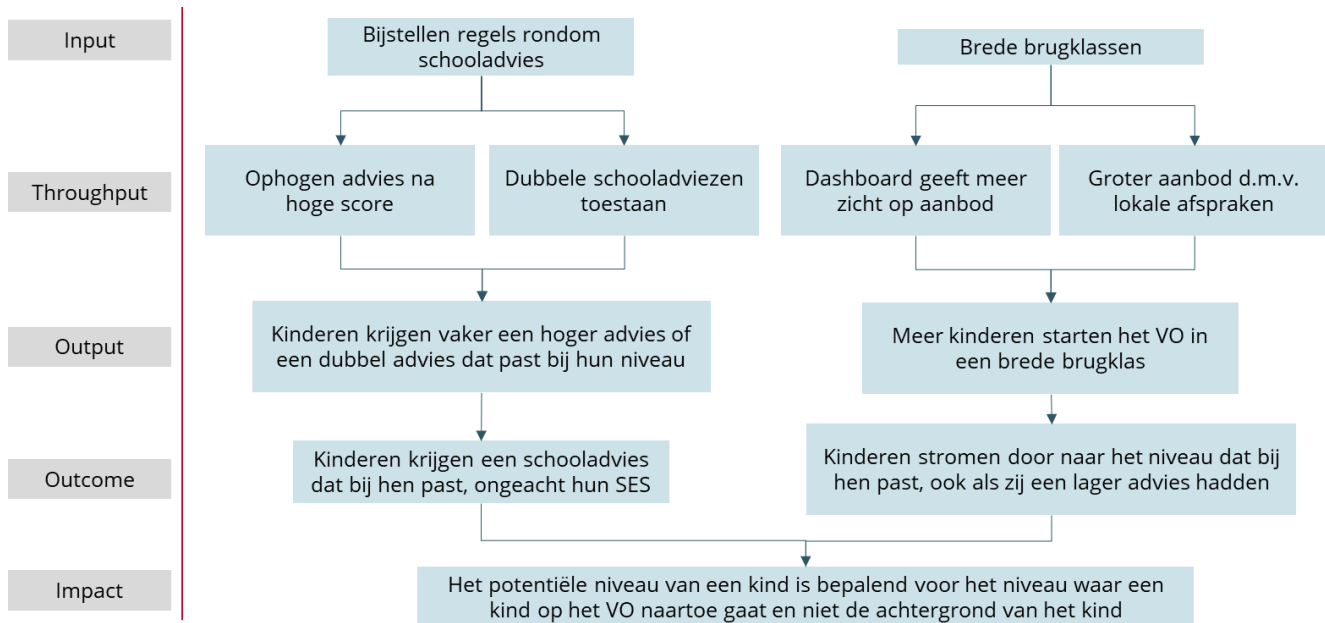 Input
Bijstellen regels rondom
schooladvies
Brede brugklassen
Throughput
Ophogen advies na
hoge score
Dubbele schooladviezen
toestaan
Dashboard geeft meer
zicht op aanbod
Groter aanbod d.m.v.
lokale afspraken
Output
Kinderen krijgen vaker een hoger advies of
een dubbel advies dat past bij hun niveau
Meer kinderen starten het VO in
een brede brugklas
Outcome
Kinderen krijgen een schooladvies
dat bij hen past, ongeacht hun SES
Kinderen stromen door naar het niveau dat bij
hen past, ook als zij een lager advies hadden
Impact
Het potentiële niveau van een kind is bepalend voor het niveau waar een
kind op het VO naartoe gaat en niet de achtergrond van het kind